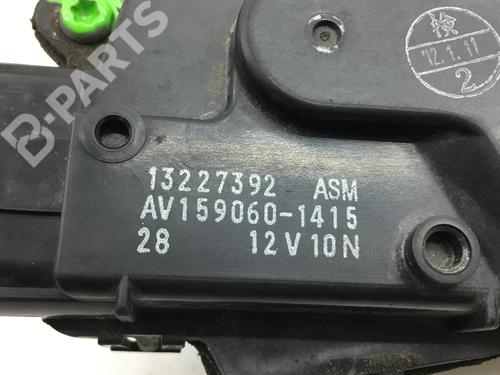 B-PARTS
検
'12.1.11
2
13227392 ASM
AV159060-1415
28 12V10N